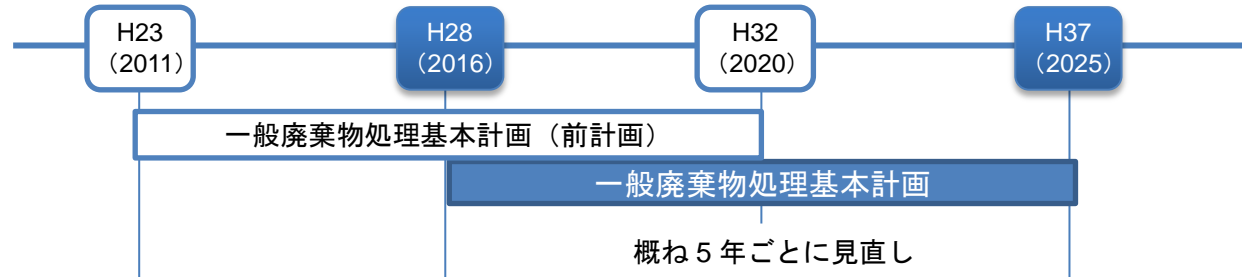 H23
（2011）
H28
（2016）
H32
（2020）
H37
（2025）
一般廃棄物処理基本計画（前計画）
一般廃棄物処理基本計画
概ね 5 年ごとに見直し